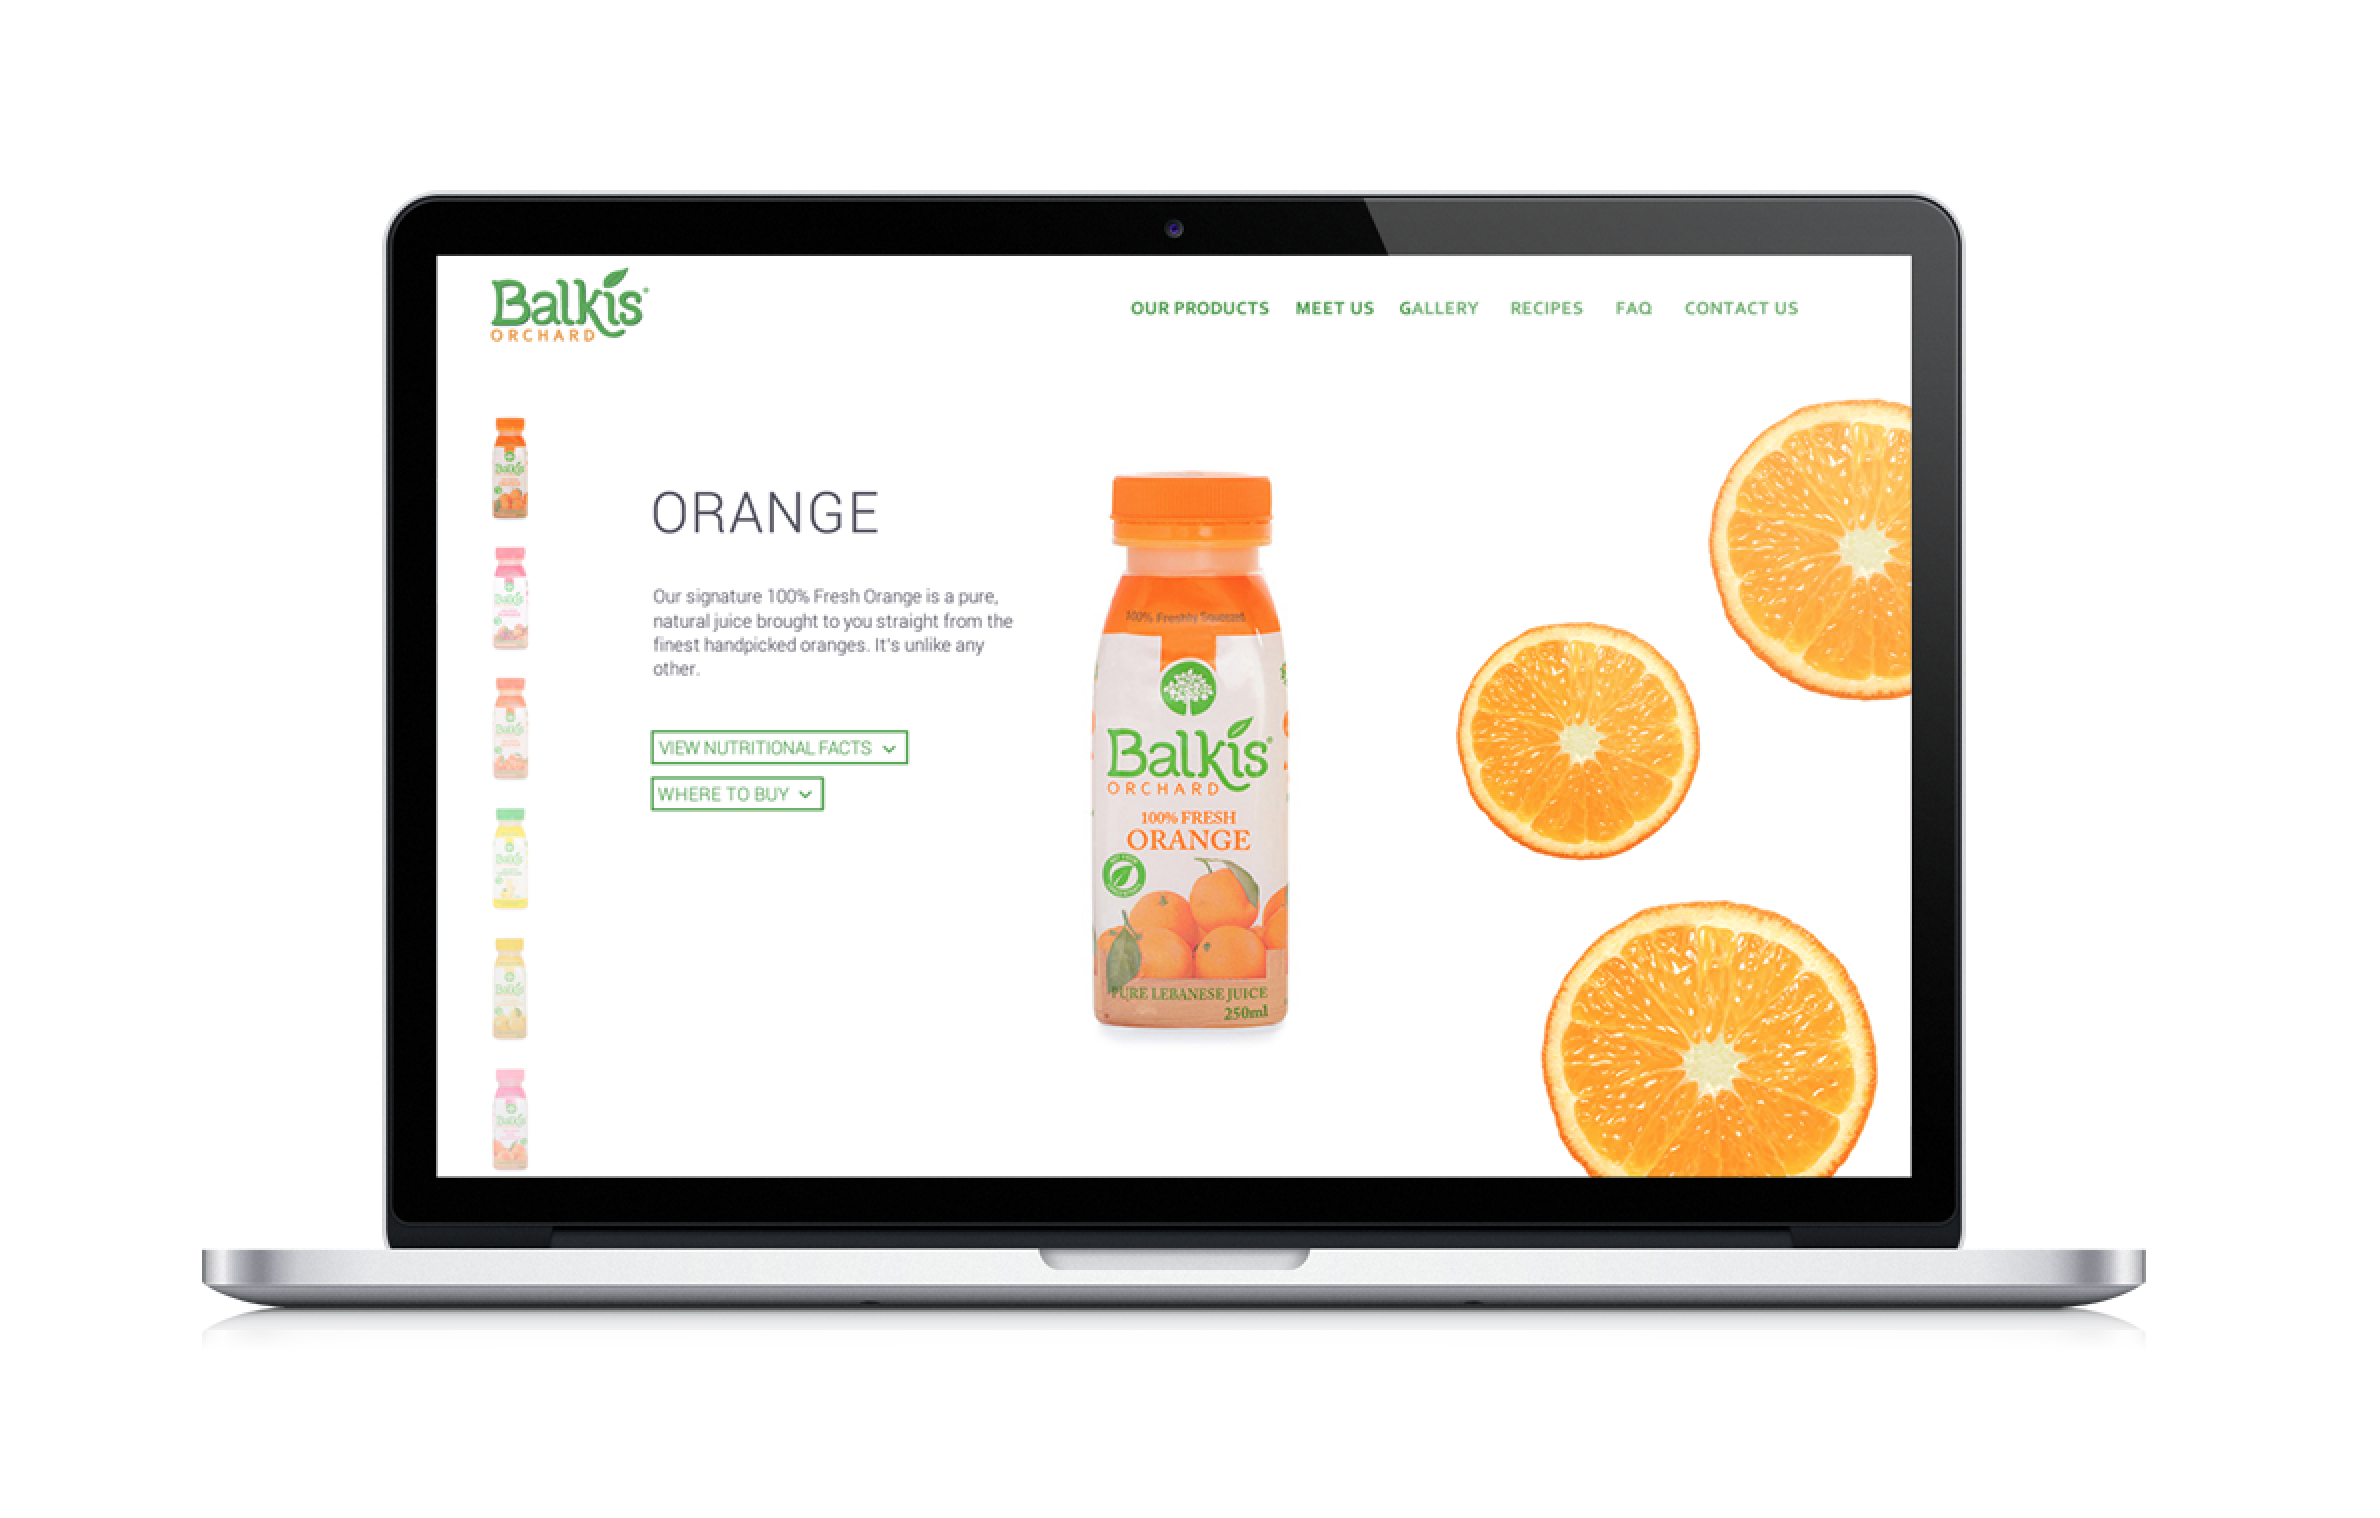 Balkis
ORCHARD
OUR PRODUCTS MEET US GALLERY RECIPES FAQ CONTACT US
ORANGE
Our signature 100% Fresh Orange is a pure,
natural juice brought to you straight from the
finest handpicked oranges. It's unlike any
other.
VIEW NUTRITIONAL FACTS
WHERE TO BUY
100% Freshly Squeezed
Balkis
ORCHARD
100% FRESH
ORANGE
PURE LEBANESE JUICE
250ml